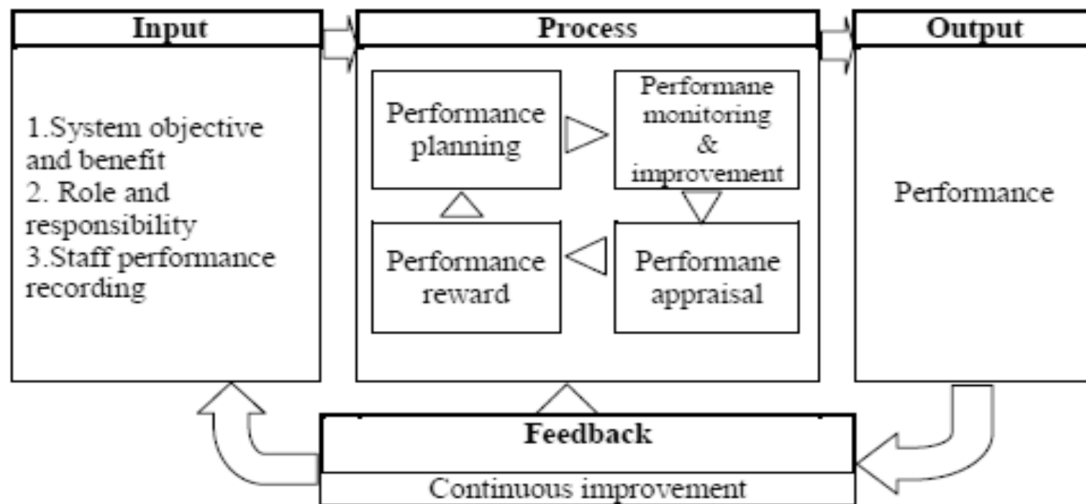 Input
1.System objective
and benefit
2. Role and
responsibility
3.Staff performance
recording
Process
Performance
planning
Performane
monitoring
&
improvement
Performance
reward
Performane
appraisal
Output
Performance
Feedback
Continuous improvement